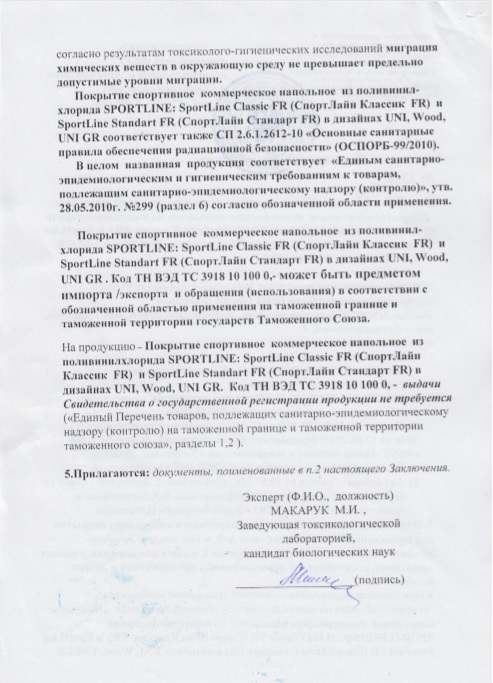 согласно результатам токсиколого-гигиенических исследований миграция
химических веществ в окружающую среду не превышает предельно
допустимые уровни миграции.
Покрытие спортивное коммерческое напольное из поливинил-
хлорида SPORTLINE: SportLine Classic FR (СпортЛайн Классик FR) и
SportLine Standart FR (СпортЛайн Стандарт FR) в дизайнах UNI, Wood,
UNI GR соответствует также СП 2.6.1.2612-10 «Основные санитарные
правила обеспечения радиационной безопасности» (ОСПОРБ-99/2010).
В целом названная продукция соответствует «Единым санитарно-
эпидемиологическим и гигиеническим требованиям к товарам,
подлежащим санитарно-эпидемиологическому надзору (контролю)», утв.
28.05.2010г. №299 (раздел 6) согласно обозначенной области применения.
Покрытие спортивное коммерческое напольное из поливинил-
хлорида SPORTLINE: SportLine Classic FR (СпортЛайн Классик FR) и
SportLine Standart FR (СпортЛайн Стандарт FR) в дизайнах UNI, Wood,
UNI GR . Код ТН ВЭД ТС 3918 10 100 0,- может быть предметом
импорта /экспорта и обращения (использования) в соответствии с
обозначенной областью применения на таможенной границе и
таможенной территории государств Таможенного Союза.
На продукцию – Покрытие спортивное коммерческое напольное из
поливинилхлорида SPORTLINE: SportLine Classic FR (СпортЛайн
Классик FR) и SportLine Standart FR (СпортЛайн Стандарт FR) в
дизайнах UNI, Wood, UNI GR. Код ТН ВЭД ТС 3918 10 100 0, - выдачи
Свидетельства о государственной регистрации продукции не требуется
(«Единый Перечень товаров, подлежащих санитарно-эпидемиологическому
надзору (контролю) на таможенной границе и таможенной территории
таможенного союза», разделы 1,2 ).
5.Прилагаются: документы, поименованные в п.2 настоящего Заключения.
Эксперт (Ф.И.О., должность)
МАКАРУК М.И. ,
Заведующая токсикологической
лабораторией,
кандидат биологических наук
(подпись)